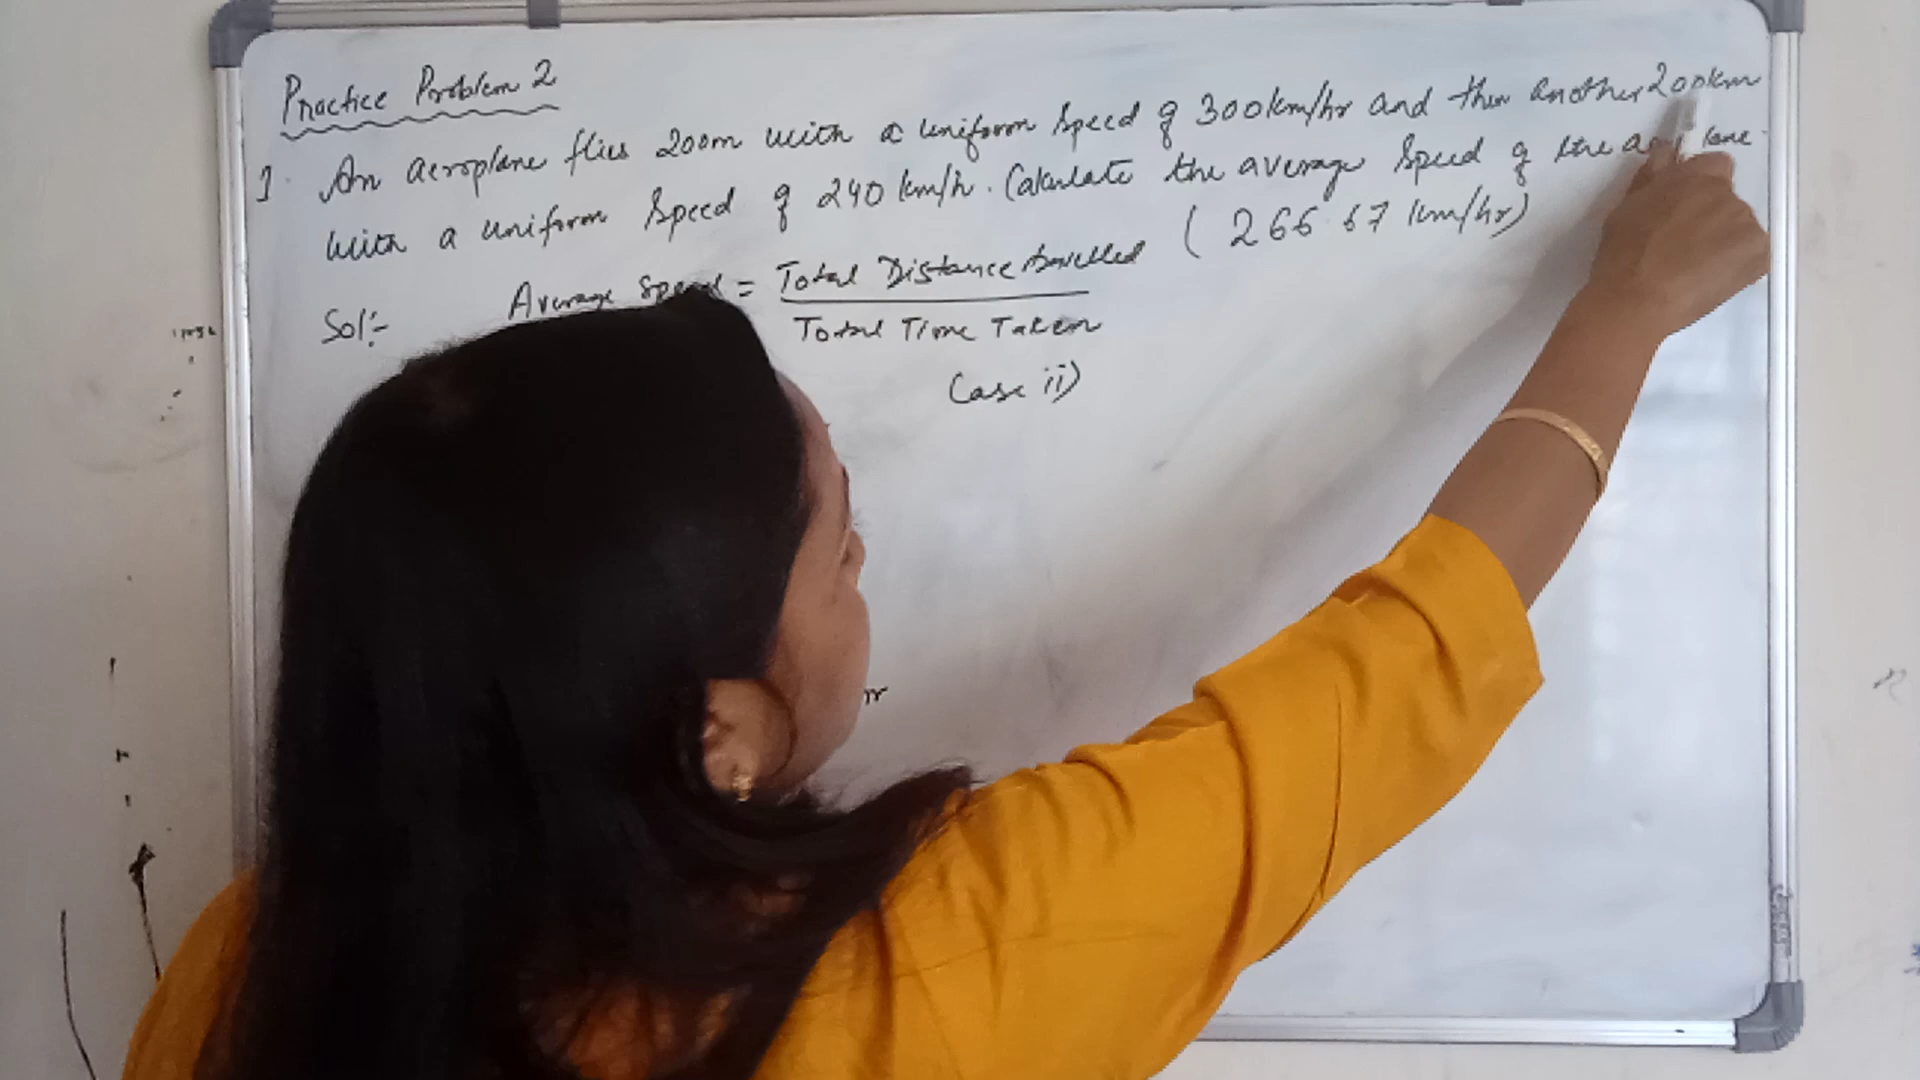 Practice Problem 2
1. An aeroplane flies 200m with a uniform speed of 300km/hr and then another 200km
with a uniform speed of 240 km/h. Calculate the average speed of the
(266.67 km/hr)
Sol:- Average speed = Total Distance travelled
Total Time Taken
Case ii)